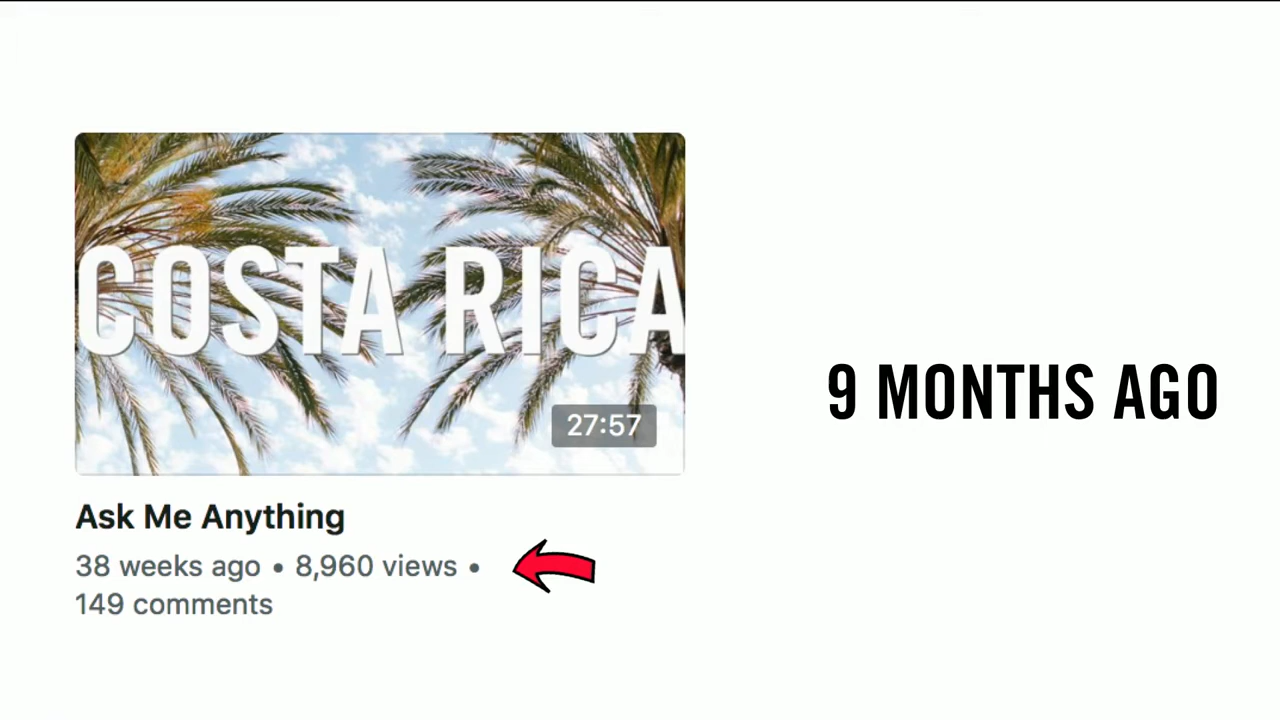 COSTA RICA
27:57
Ask Me Anything
38 weeks ago • 8,960 views •
149 comments
9 MONTHS AGO